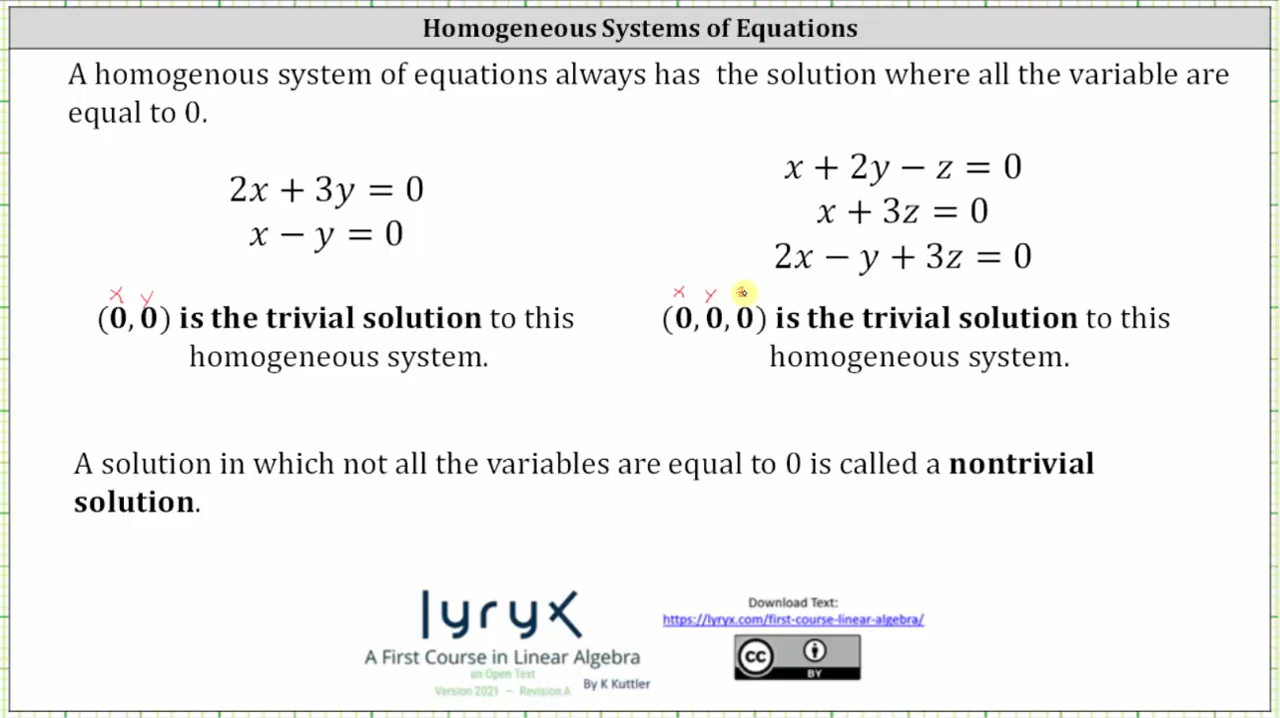 Homogeneous Systems of Equations
A homogenous system of equations always has the solution where all the variable are
equal to 0.
2x + 3y = 0
x − y = 0
x y
(0, 0) is the trivial solution to this
homogeneous system.
x + 2y − z = 0
x + 3z = 0
2x − y + 3z = 0
x y
(0, 0, 0) is the trivial solution to this
homogeneous system.
A solution in which not all the variables are equal to 0 is called a nontrivial
solution.
lyryx
A First Course in Linear Algebra
an Open Text
Version 2021 – Revision A
By K Kuttler
Download Text:
https://lyryx.com/first-course-linear-algebra/
cc
BY